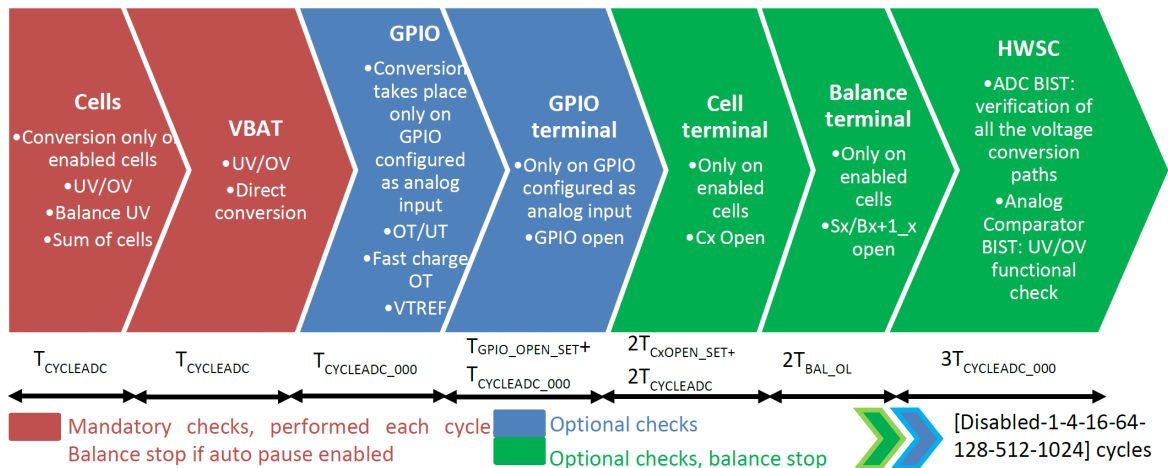 Cells
•Conversion only of
enabled cells
•UV/OV
•Balance UV
•Sum of cells
VBAT
•UV/OV
•Direct
conversion
GPIO
•Conversion
takes place
only on
GPIO
configured
as analog
input
•OT/UT
•Fast charge
OT
•VTREF
GPIO
terminal
•Only on GPIO
configured as
analog input
•GPIO open
Cell
terminal
•Only on
enabled
cells
•Cx Open
Balance
terminal
•Only on
enabled
cells
•Sx/Bx+1_x
open
HWSC
•ADC BIST:
verification of
all the voltage
conversion
paths
•Analog
Comparator
BIST: UV/OV
functional
check
TCYCLEADC
TCYCLEADC
TCYCLEADC_000
TGPIO_OPEN_SET+
TCYCLEADC_000
2TCxOPEN_SET+
2TCYCLEADC
2TBAL_OL
3TCYCLEADC_000
Mandatory checks, performed each cycle.
Balance stop if auto pause enabled
Optional checks
Optional checks, balance stop
[Disabled-1-4-16-64-
128-512-1024] cycles